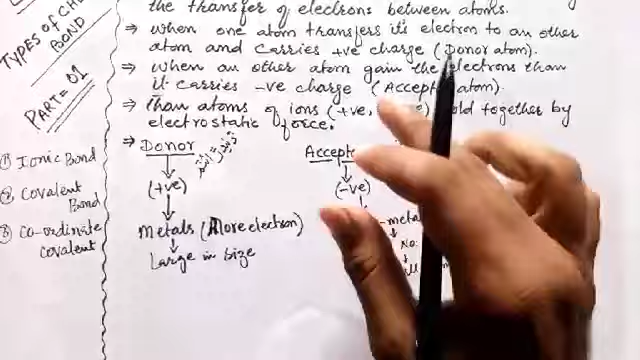 TYPES OF CHE
BOND
PART= 01
① Ionic Bond
② Covalent
Bond
③ Co-ordinate
Covalent
the transfer of electrons between atoms.
⇒ when one atom transfers it's electron to an other
atom and carries +ve charge (Donor atom).
⇒ when an other atom gain the electrons than
it carries -ve charge (Accept atom).
⇒ Than atoms of ions (+ve, old together by
electrostatic force.
⇒ Donor
(+ve)
Metals (More electron)
Large in Size
Accept
(-ve)
-metal
No: